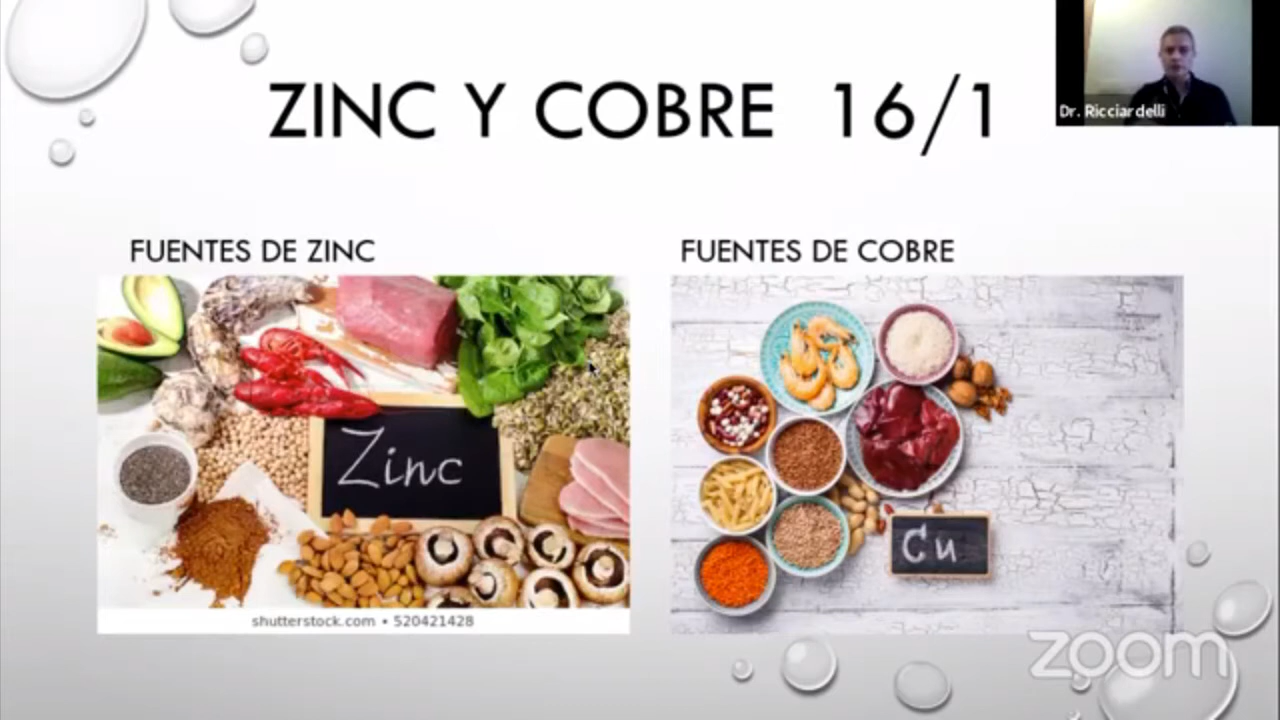 ZINC Y COBRE 16/1
Dr. Ricciardelli
FUENTES DE ZINC
FUENTES DE COBRE
Zinc
Cu
shutterstock.com • 520421428
zoom